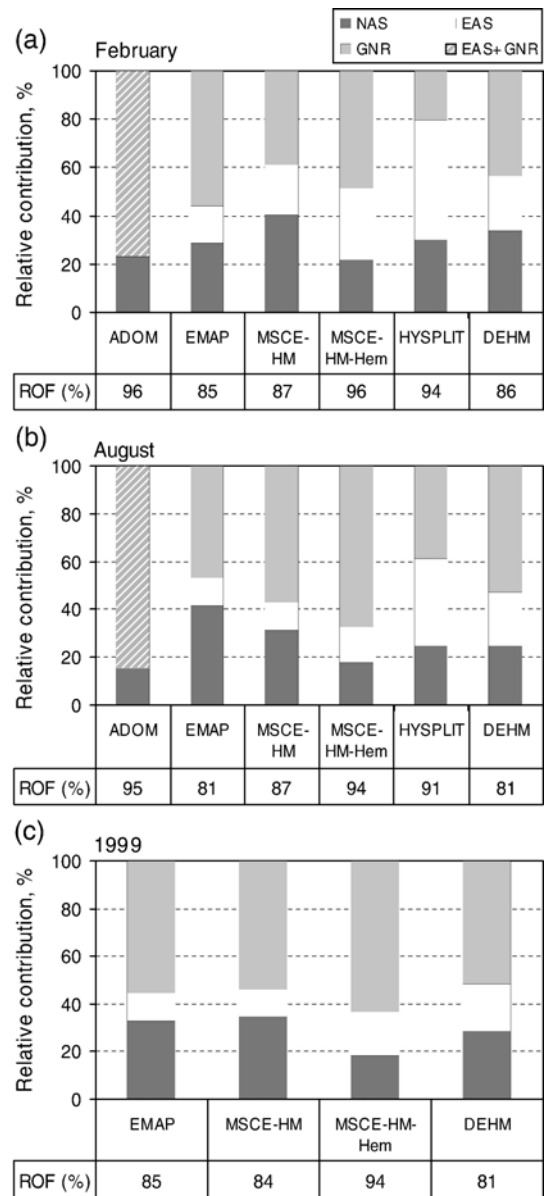 (a)
February
NAS EAS
GNR EAS+ GNR
Relative contribution, %
100
80
60
40
20
0
ADOM EMAP MSCE-HM MSCE-HM-Hem HYSPLIT DEHM
ROF (%) 96 85 87 96 94 86
(b)
August
Relative contribution, %
100
80
60
40
20
0
ADOM EMAP MSCE-HM MSCE-HM-Hem HYSPLIT DEHM
ROF (%) 95 81 87 94 91 81
(c)
1999
Relative contribution, %
100
80
60
40
20
0
EMAP MSCE-HM MSCE-HM-Hem DEHM
ROF (%) 85 84 94 81